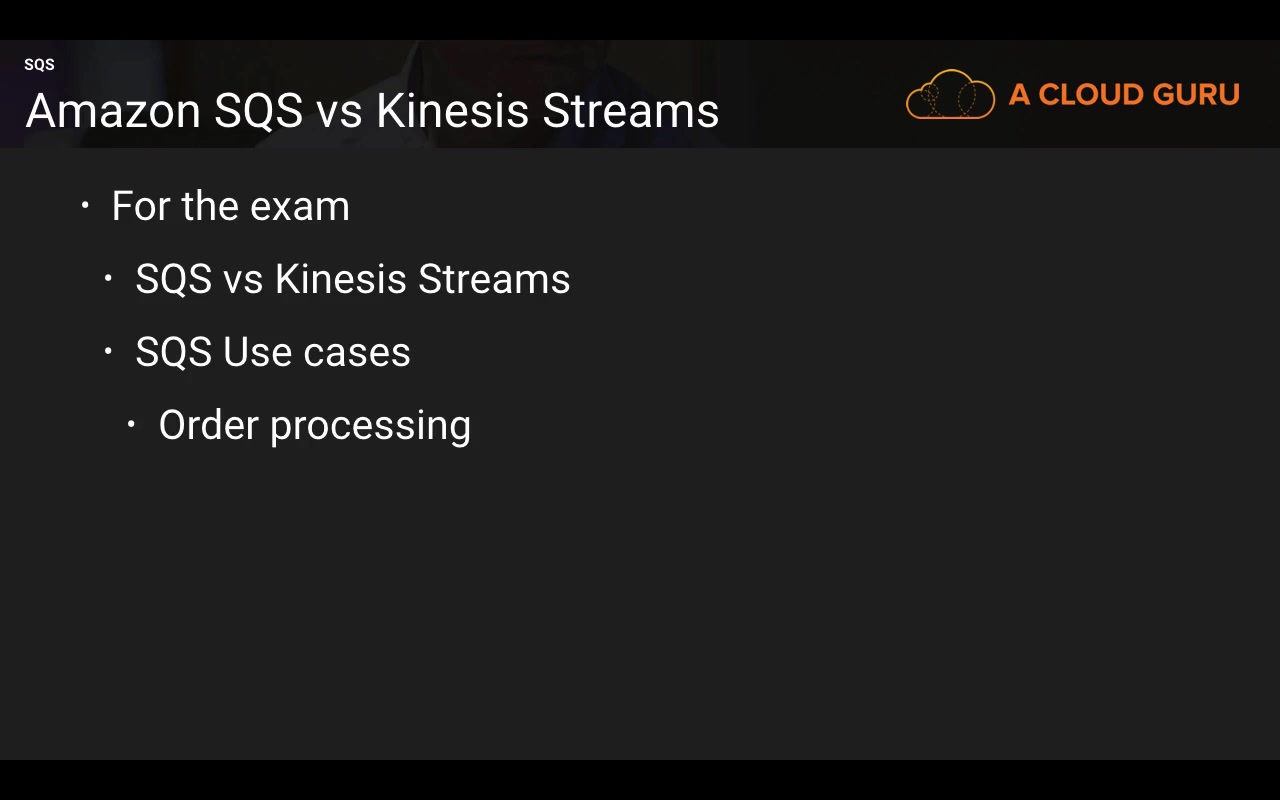 SQS
Amazon SQS vs Kinesis Streams
A CLOUD GURU
• For the exam
• SQS vs Kinesis Streams
• SQS Use cases
• Order processing